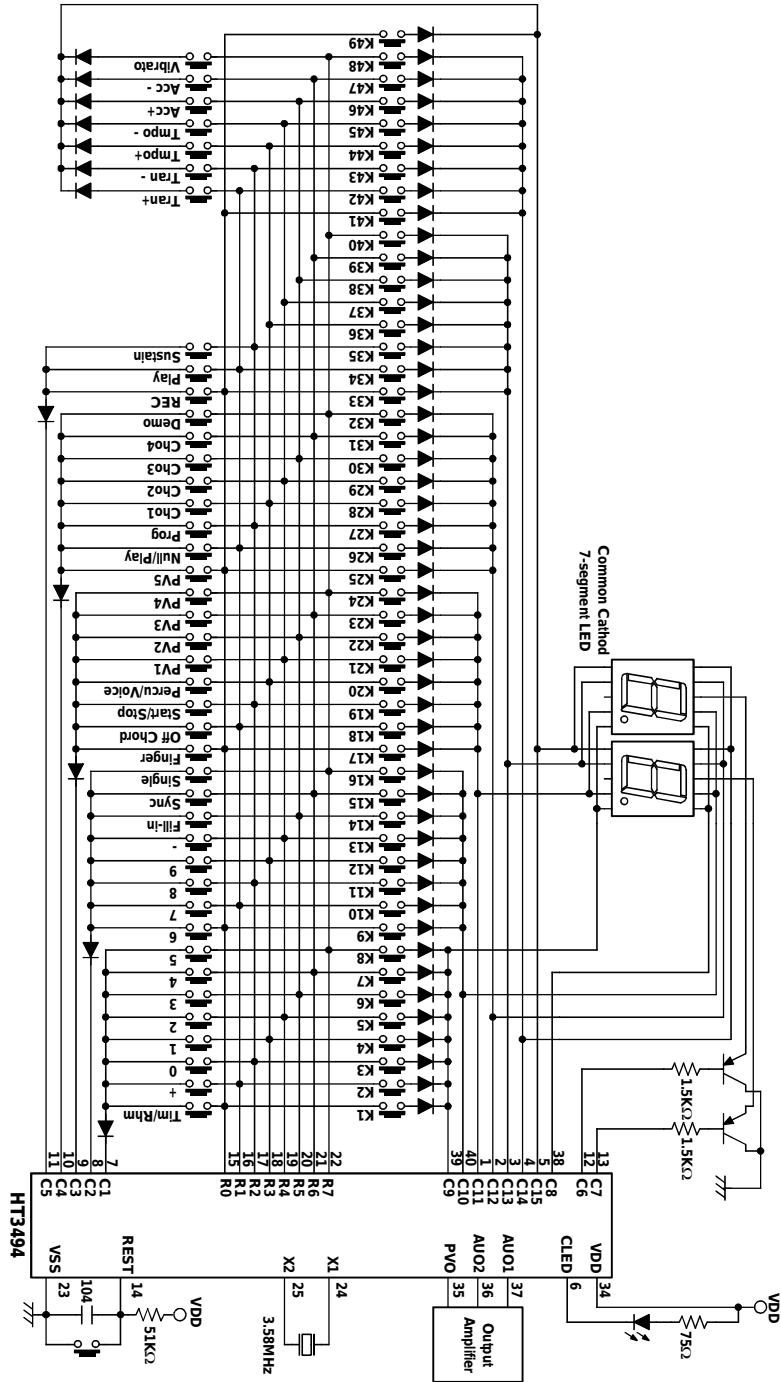 K49
Vibrato
K48
Acc -
K47
Acc+
K46
Tmpo -
K45
Tmpo+
K44
Tran -
K43
Tran+
K42
K41
K40
K39
K38
K37
K36
Sustain
K35
Play
K34
REC
K33
Demo
K32
Cho4
K31
Cho3
K30
Cho2
K29
Cho1
K28
Prog
K27
Null/Play
K26
PV5
K25
PV4
K24
PV3
K23
PV2
K22
PV1
K21
Percu/Voice
K20
Start/Stop
K19
Off Chord
K18
Finger
K17
Single
K16
Sync
K15
Fill-in
K14
-
K13
9
K12
8
K11
7
K10
6
K9
5
K8
4
K7
3
K6
2
K5
1
K4
0
K3
+
K2
Tim/Rhm
K1
Common Cathod
7-segment LED
1.5KΩ
1.5KΩ
11 C5
10 C4
9 C3
8 C2
7 C1
15 R0
16 R1
17 R2
18 R3
19 R4
20 R5
21 R6
22 R7
39 C9
40 C10
1 C11
2 C12
3 C13
4 C14
5 C15
38 C8
12 C6
13 C7
HT3494
VSS 23
REST 14
X2 25
X1 24
PVO 35
AUO2 36
AUO1 37
CLED 6
VDD 34
104
51KΩ
VDD
3.58MHz
Output
Amplifier
75Ω
VDD